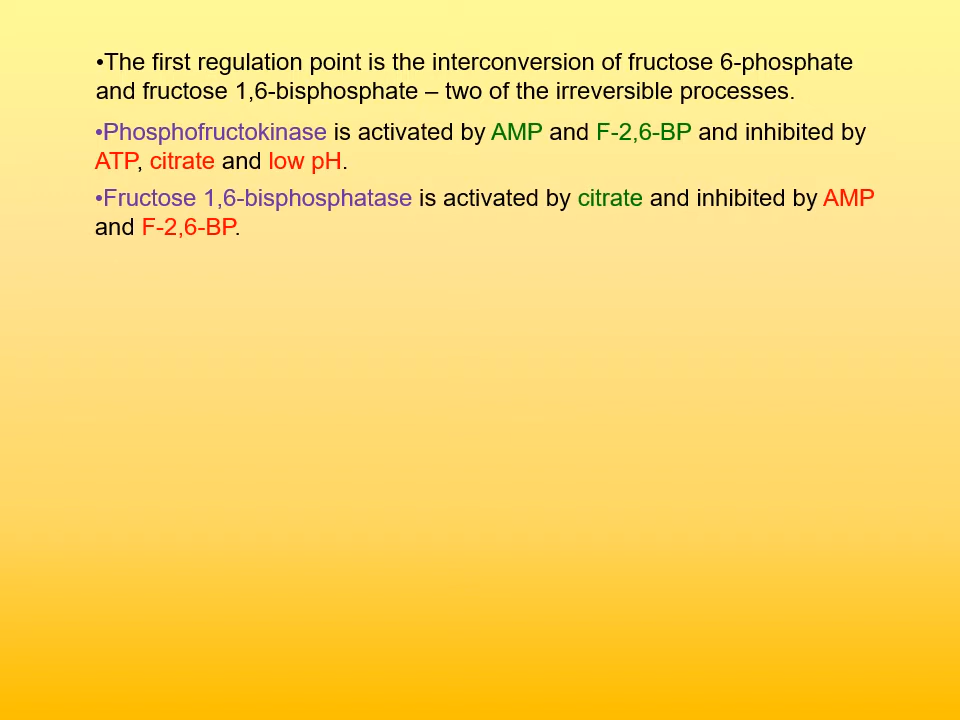 •The first regulation point is the interconversion of fructose 6-phosphate
and fructose 1,6-bisphosphate – two of the irreversible processes.
•Phosphofructokinase is activated by AMP and F-2,6-BP and inhibited by
ATP, citrate and low pH.
•Fructose 1,6-bisphosphatase is activated by citrate and inhibited by AMP
and F-2,6-BP.